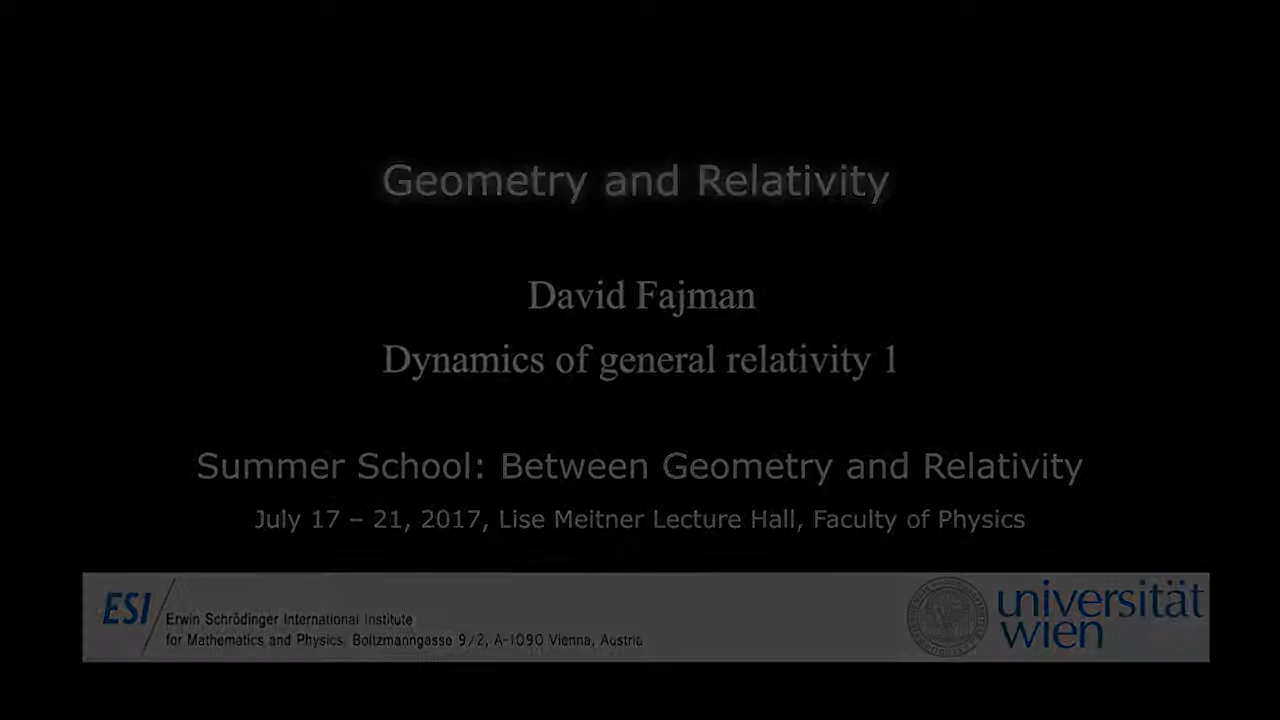 Geometry and Relativity
David Fajman
Dynamics of general relativity 1
Summer School: Between Geometry and Relativity
July 17 – 21, 2017, Lise Meitner Lecture Hall, Faculty of Physics
ESI
Erwin Schrödinger International Institute
for Mathematics and Physics, Boltzmanngasse 9/2, A-1090 Vienna, Austria
universität
wien